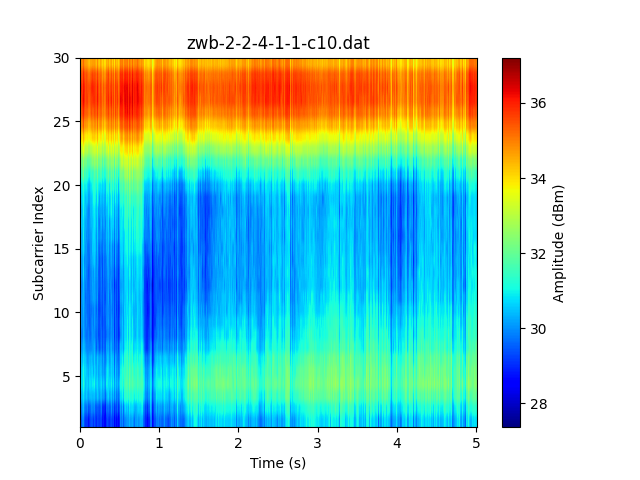 zwb-2-2-4-1-1-c10.dat
30
25
20
15
10
5
0 1 2 3 4 5
Time (s)
Subcarrier Index
36
34
32
30
28
Amplitude (dBm)